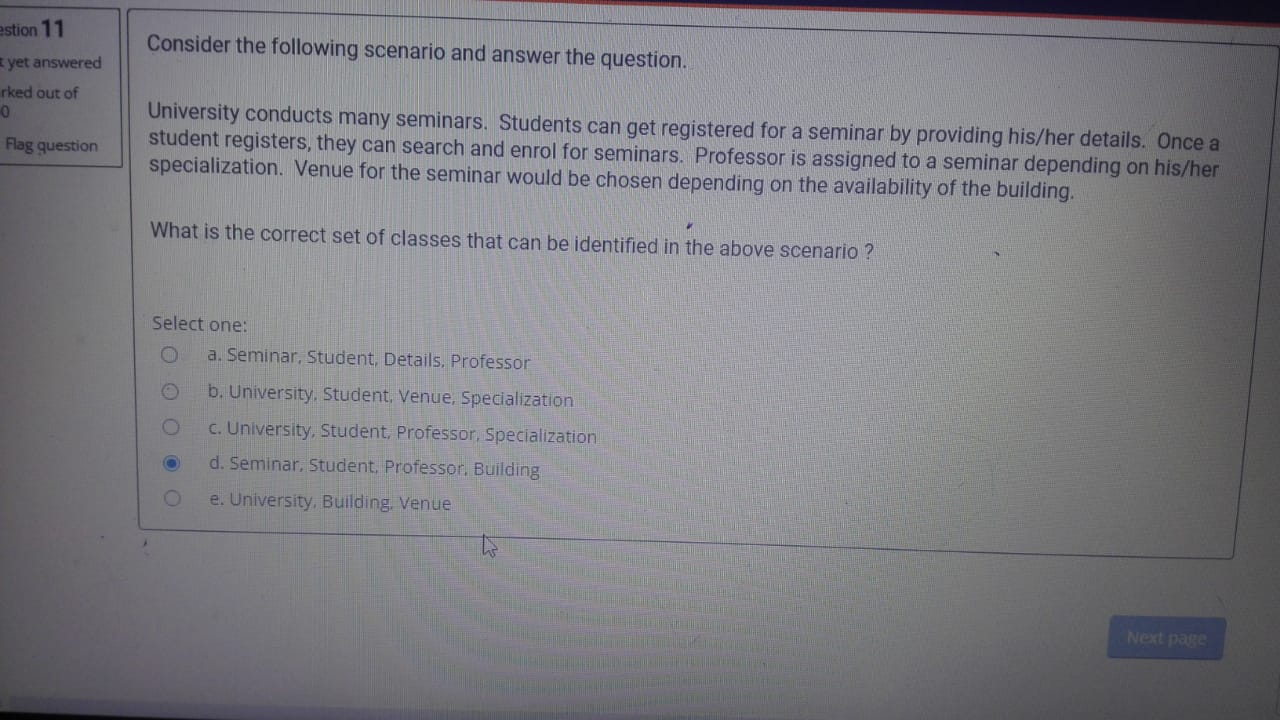 estion 11
t yet answered
rked out of
0
Flag question
Consider the following scenario and answer the question.
University conducts many seminars. Students can get registered for a seminar by providing his/her details. Once a
student registers, they can search and enrol for seminars. Professor is assigned to a seminar depending on his/her
specialization. Venue for the seminar would be chosen depending on the availability of the building.
What is the correct set of classes that can be identified in the above scenario ?
Select one:
a. Seminar, Student, Details, Professor
b. University, Student, Venue, Specialization
c. University, Student, Professor, Specialization
d. Seminar, Student, Professor, Building
e. University, Building, Venue
Next page